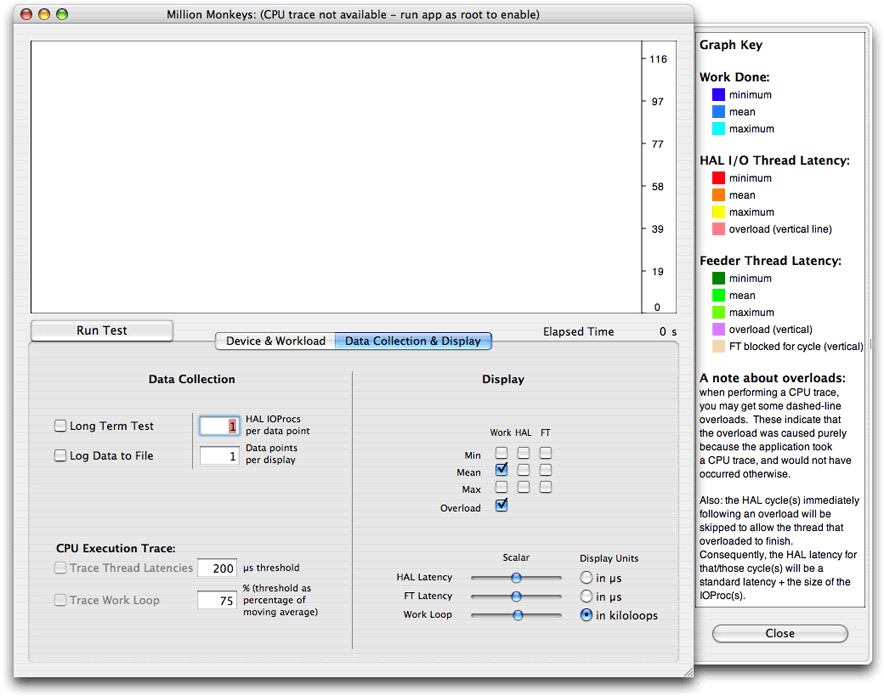 Million Monkeys: (CPU trace not available – run app as root to enable)
116
97
77
58
39
19
0
Run Test
Elapsed Time 0 s
Device & Workload Data Collection & Display
Data Collection
Long Term Test
1 HAL IOProcs
per data point
Log Data to File
1 Data points
per display
CPU Execution Trace:
Trace Thread Latencies 200 µs threshold
Trace Work Loop 75 % (threshold as
percentage of
moving average)
Display
Work HAL FT
Min
Mean
Max
Overload
Scalar Display Units
HAL Latency in µs
FT Latency in µs
Work Loop in kiloloops
Graph Key
Work Done:
minimum
mean
maximum
HAL I/O Thread Latency:
minimum
mean
maximum
overload (vertical line)
Feeder Thread Latency:
minimum
mean
maximum
overload (vertical)
FT blocked for cycle (vertical)
A note about overloads:
when performing a CPU trace,
you may get some dashed-line
overloads. These indicate that
the overload was caused purely
because the application took
a CPU trace, and would not have
occurred otherwise.
Also: the HAL cycle(s) immediately
following an overload will be
skipped to allow the thread that
overloaded to finish.
Consequently, the HAL latency for
that/those cycle(s) will be a
standard latency + the size of the
IOProc(s).
Close